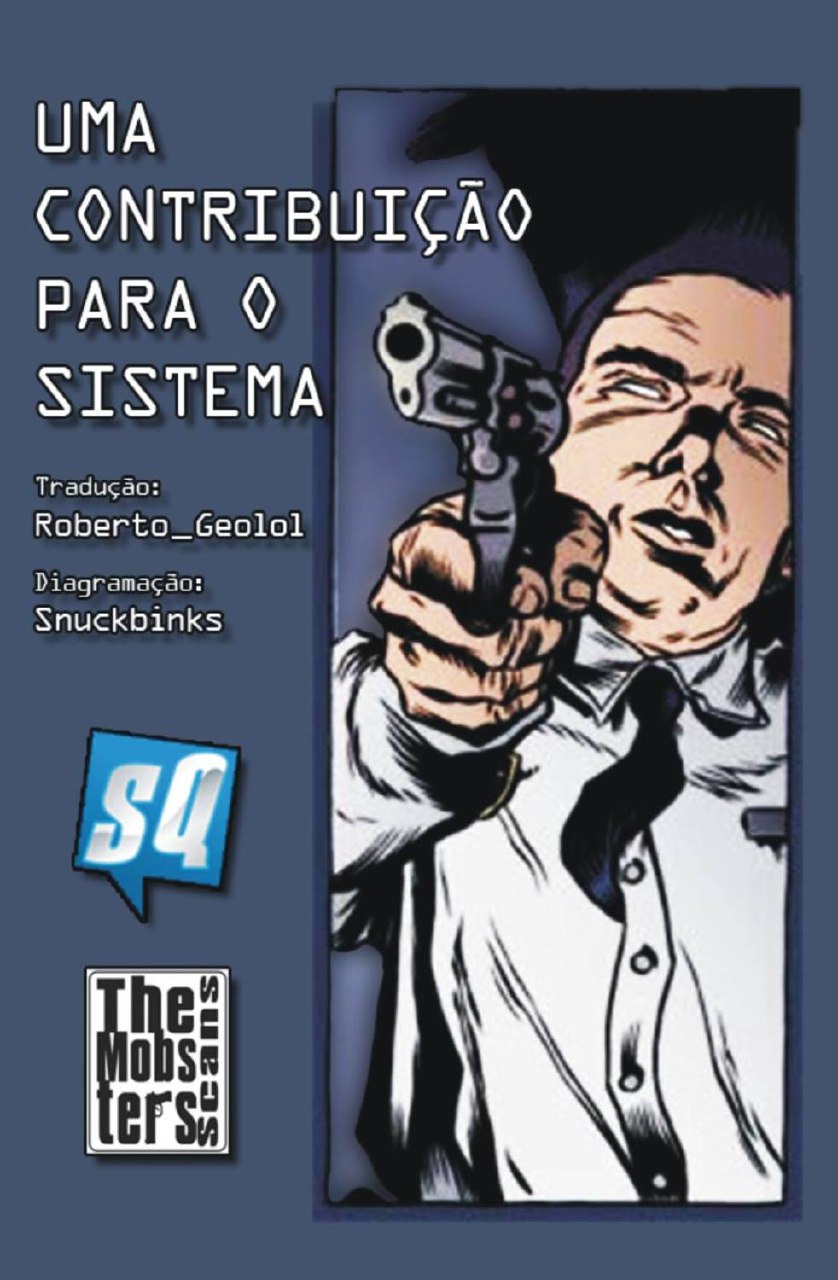 UMA
CONTRIBUIÇÃO
PARA O
SISTEMA
Tradução:
Roberto_Geolol
Diagramação:
Snuckbinks
SQ
The
Mobs
ters
scans